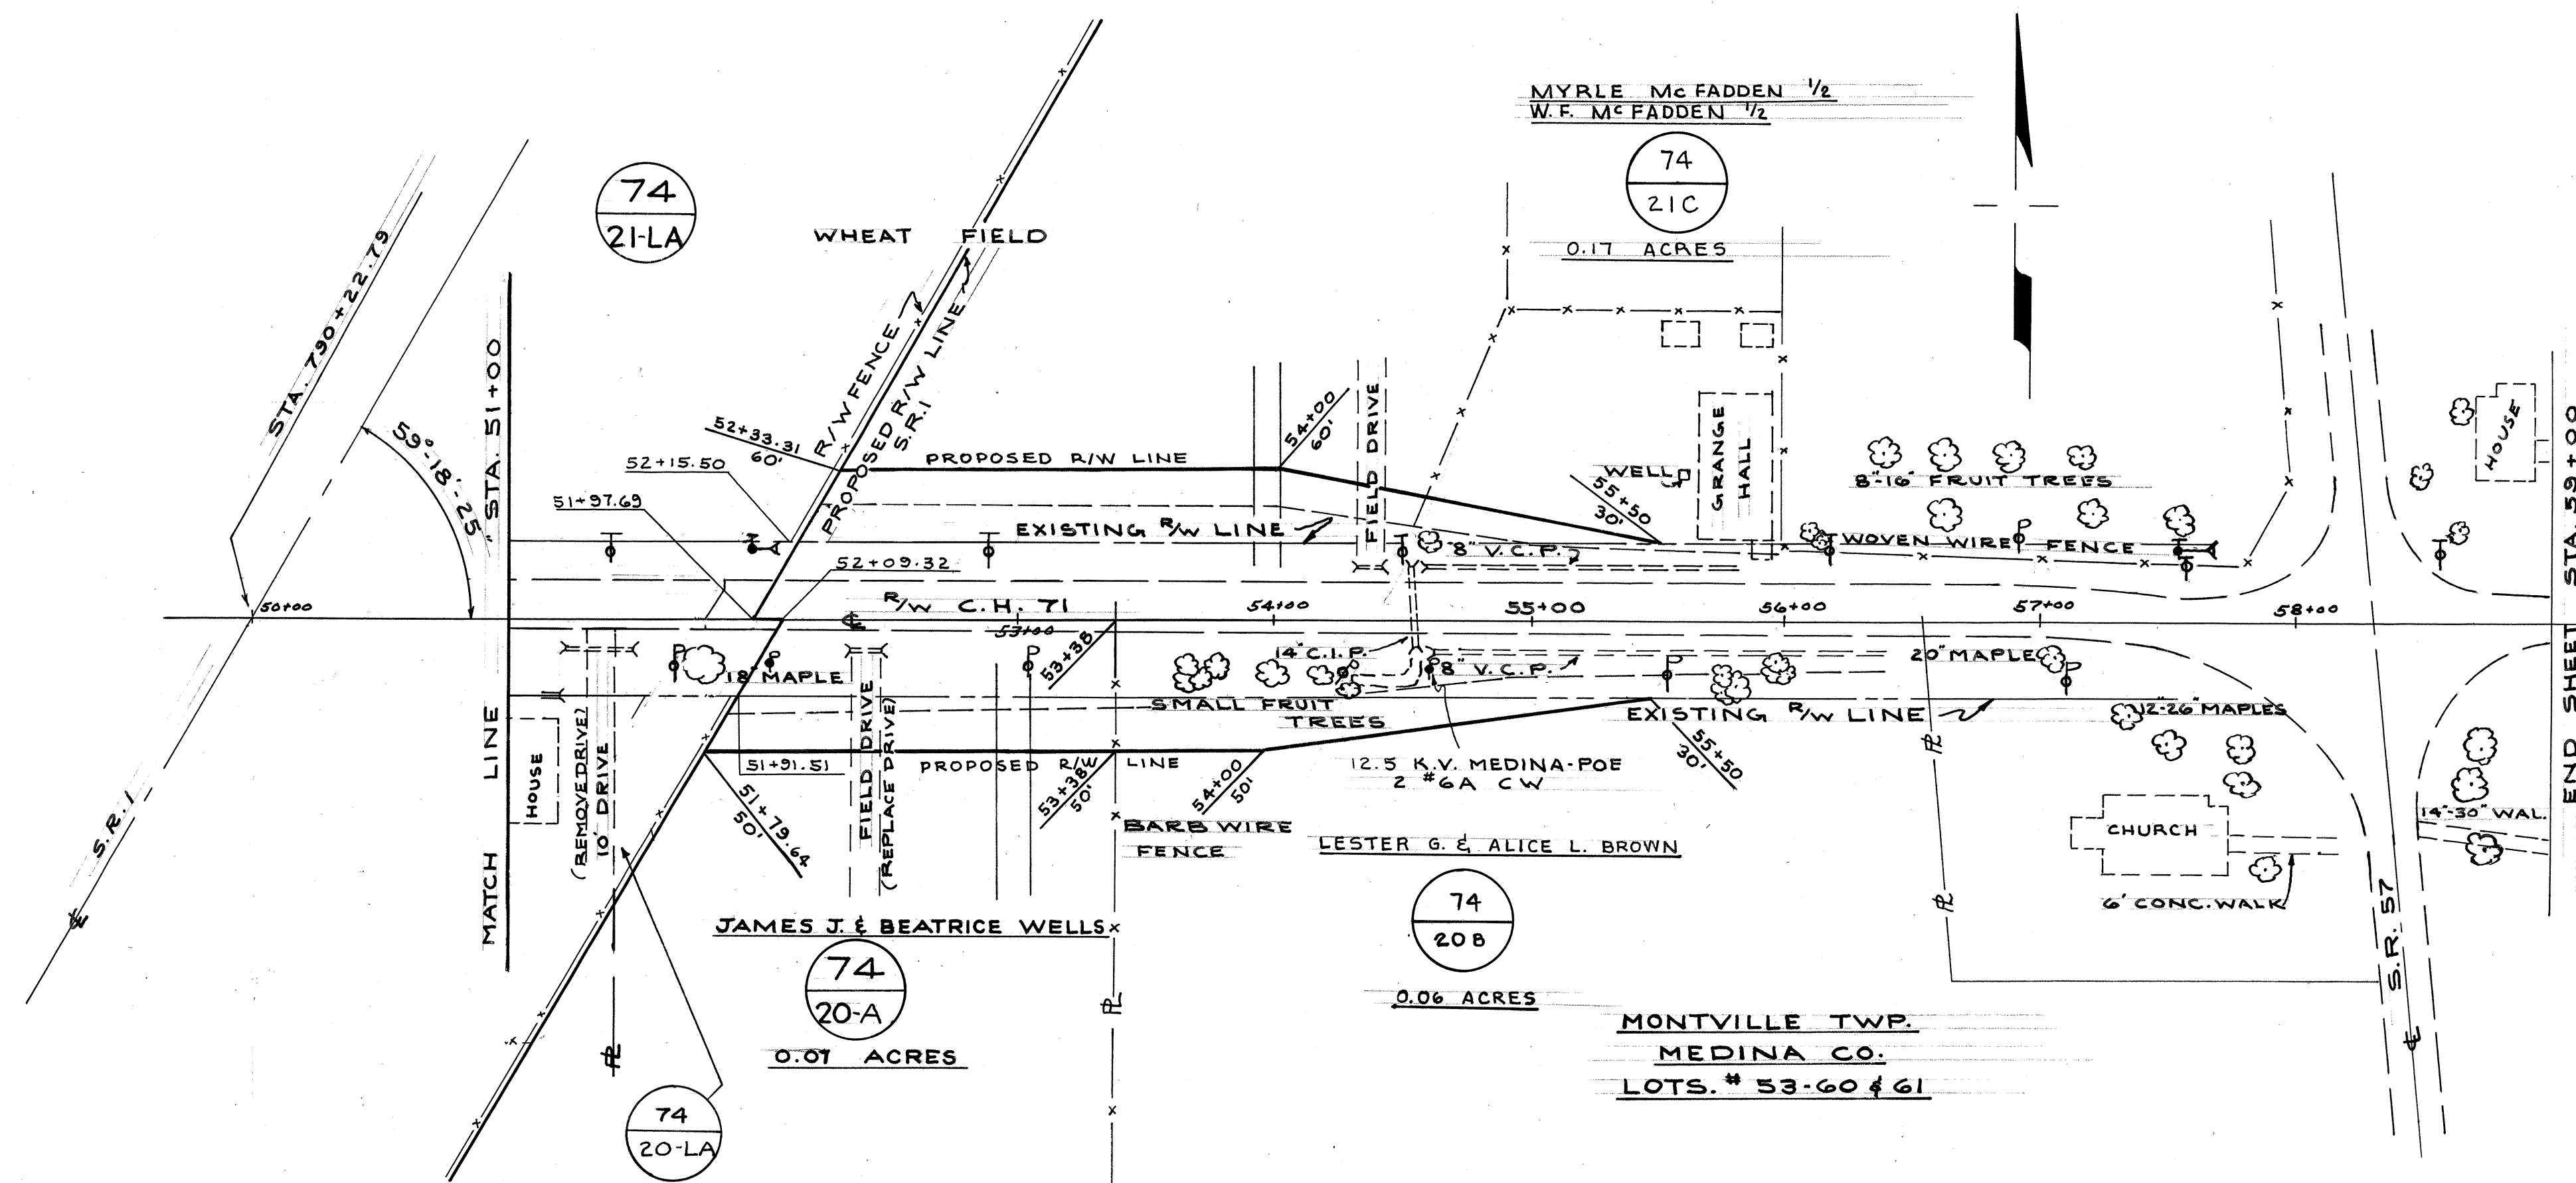 MYRLE McFADDEN 1/2
W.F. McFADDEN 1/2
74
21C
0.17 ACRES
74
21-LA
WHEAT FIELD
STA. 790+22.79
59°-18'-25"
STA. 51+00
MATCH LINE
R/W FENCE
PROPOSED R/W LINE
S.R.1
52+33.31
60'
52+15.50
51+97.69
52+09.32
PROPOSED R/W LINE
54+00
60'
FIELD DRIVE
EXISTING R/W LINE
55+50
30'
WELL
GRANGE
HALL
8"-16" FRUIT TREES
8" V.C.P.
WOVEN WIRE FENCE
HOUSE
END SHEET STA. 59+00
50+00
R/W C.H. 71
℄
53+00
54+00
55+00
56+00
57+00
58+00
53+38
14" C.I.P.
8" V.C.P.
20" MAPLE
18" MAPLE
SMALL FRUIT
TREES
EXISTING R/W LINE
12"-26" MAPLES
HOUSE
(REMOVE DRIVE)
10' DRIVE
FIELD DRIVE
(REPLACE DRIVE)
51+91.51
51+79.64
50'
PROPOSED R/W LINE
53+38
50'
54+00
50'
55+50
30'
12.5 K.V. MEDINA-POE
2 #6A CW
BARB WIRE
FENCE
LESTER G. & ALICE L. BROWN
74
20B
0.06 ACRES
CHURCH
6' CONC. WALK
14"-30" WAL.
S.R. 57
℄
S.R. 1
℄
JAMES J. & BEATRICE WELLS
74
20-A
0.07 ACRES
PL
PL
PL
PL
74
20-LA
MONTVILLE TWP.
MEDINA CO.
LOTS. # 53-60 & 61